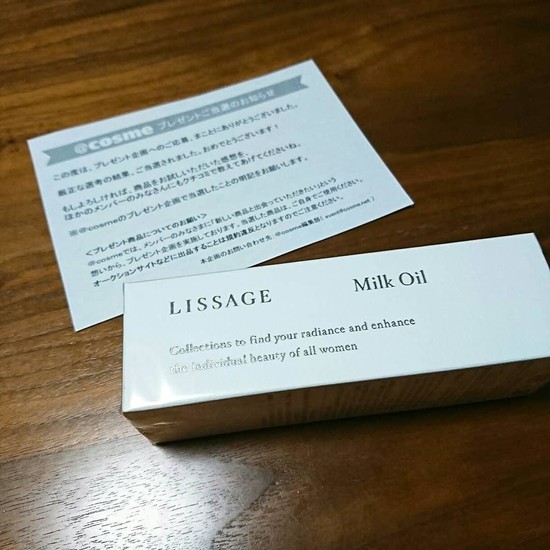 @cosme プレゼントご当選のお知らせ
この度は、プレゼント企画へのご応募、まことにありがとうございました。
厳正な選考の結果、ご当選されました。おめでとうございます!
もしよろしければ、商品をお試しいただいた感想を、
ほかのメンバーのみなさんにもクチコミで教えてあげてくださいね。
※@cosmeのプレゼント企画で当選したことの明記をお願いします。
<プレゼント商品についてのお願い>
@cosmeでは、メンバーのみなさまに「新しい商品と出会っていただきたい」という
想いから、プレゼント企画を実施しております。当選した商品は、ご自身でご使用ください。
オークションサイトなどに出品することは規約違反となりますのでご注意ください。
本企画のお問い合わせ先:@cosme編集部(
LISSAGE Milk Oil
Collections to find your radiance and enhance
the individual beauty of all women